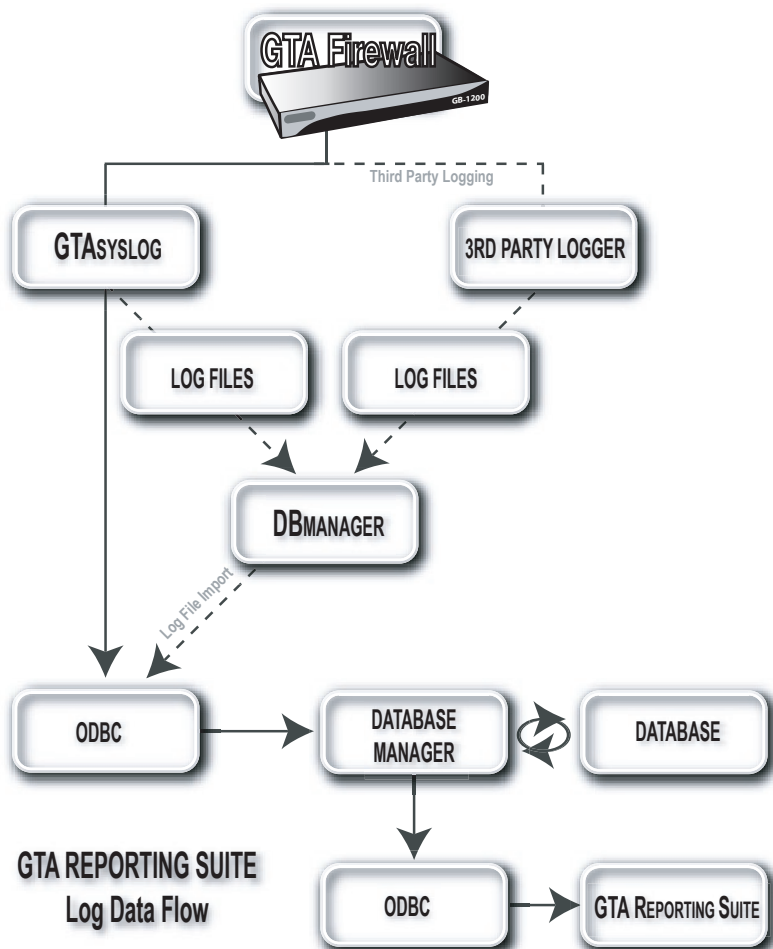 GTA Firewall
GB-1200
Third Party Logging
GTASYSLOG
3RD PARTY LOGGER
LOG FILES
LOG FILES
DBMANAGER
Log File Import
ODBC
DATABASE
MANAGER
DATABASE
GTA REPORTING SUITE
Log Data Flow
ODBC
GTA REPORTING SUITE